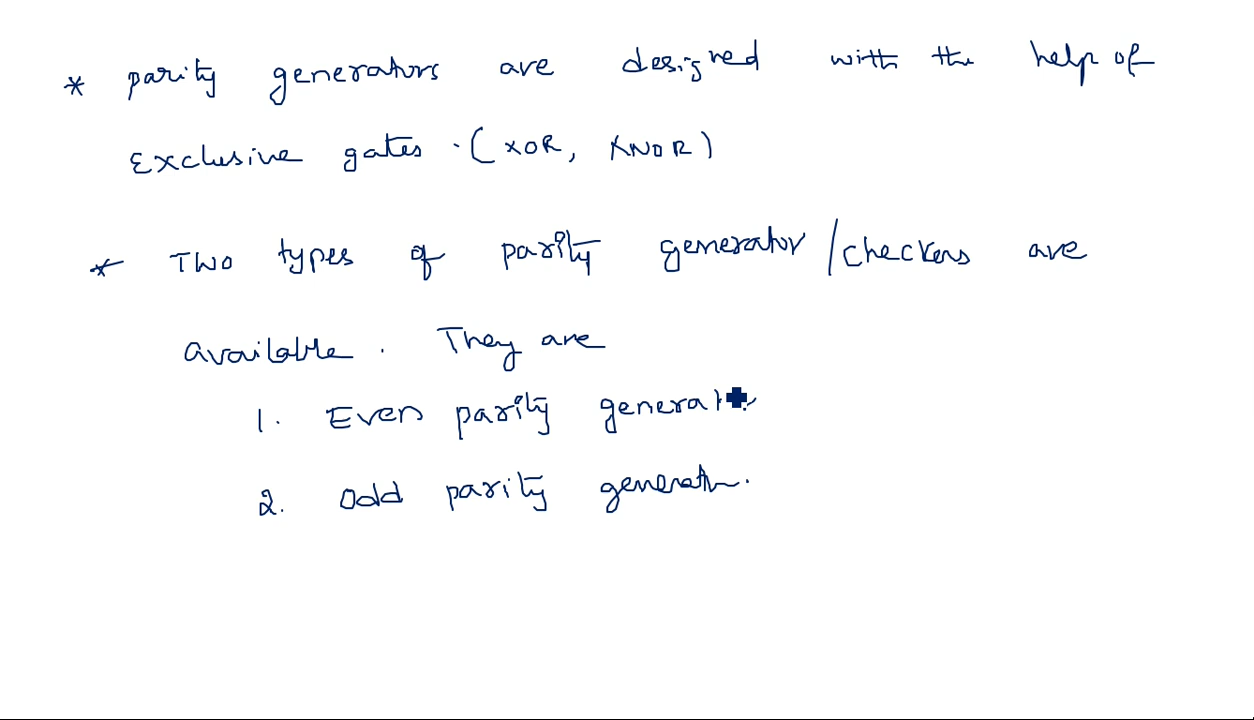 * parity generators are designed with the help of
Exclusive gates. (XOR, XNOR)
* Two types of parity generator/checkers are
available. They are
1. Even parity generator
2. Odd parity generator.